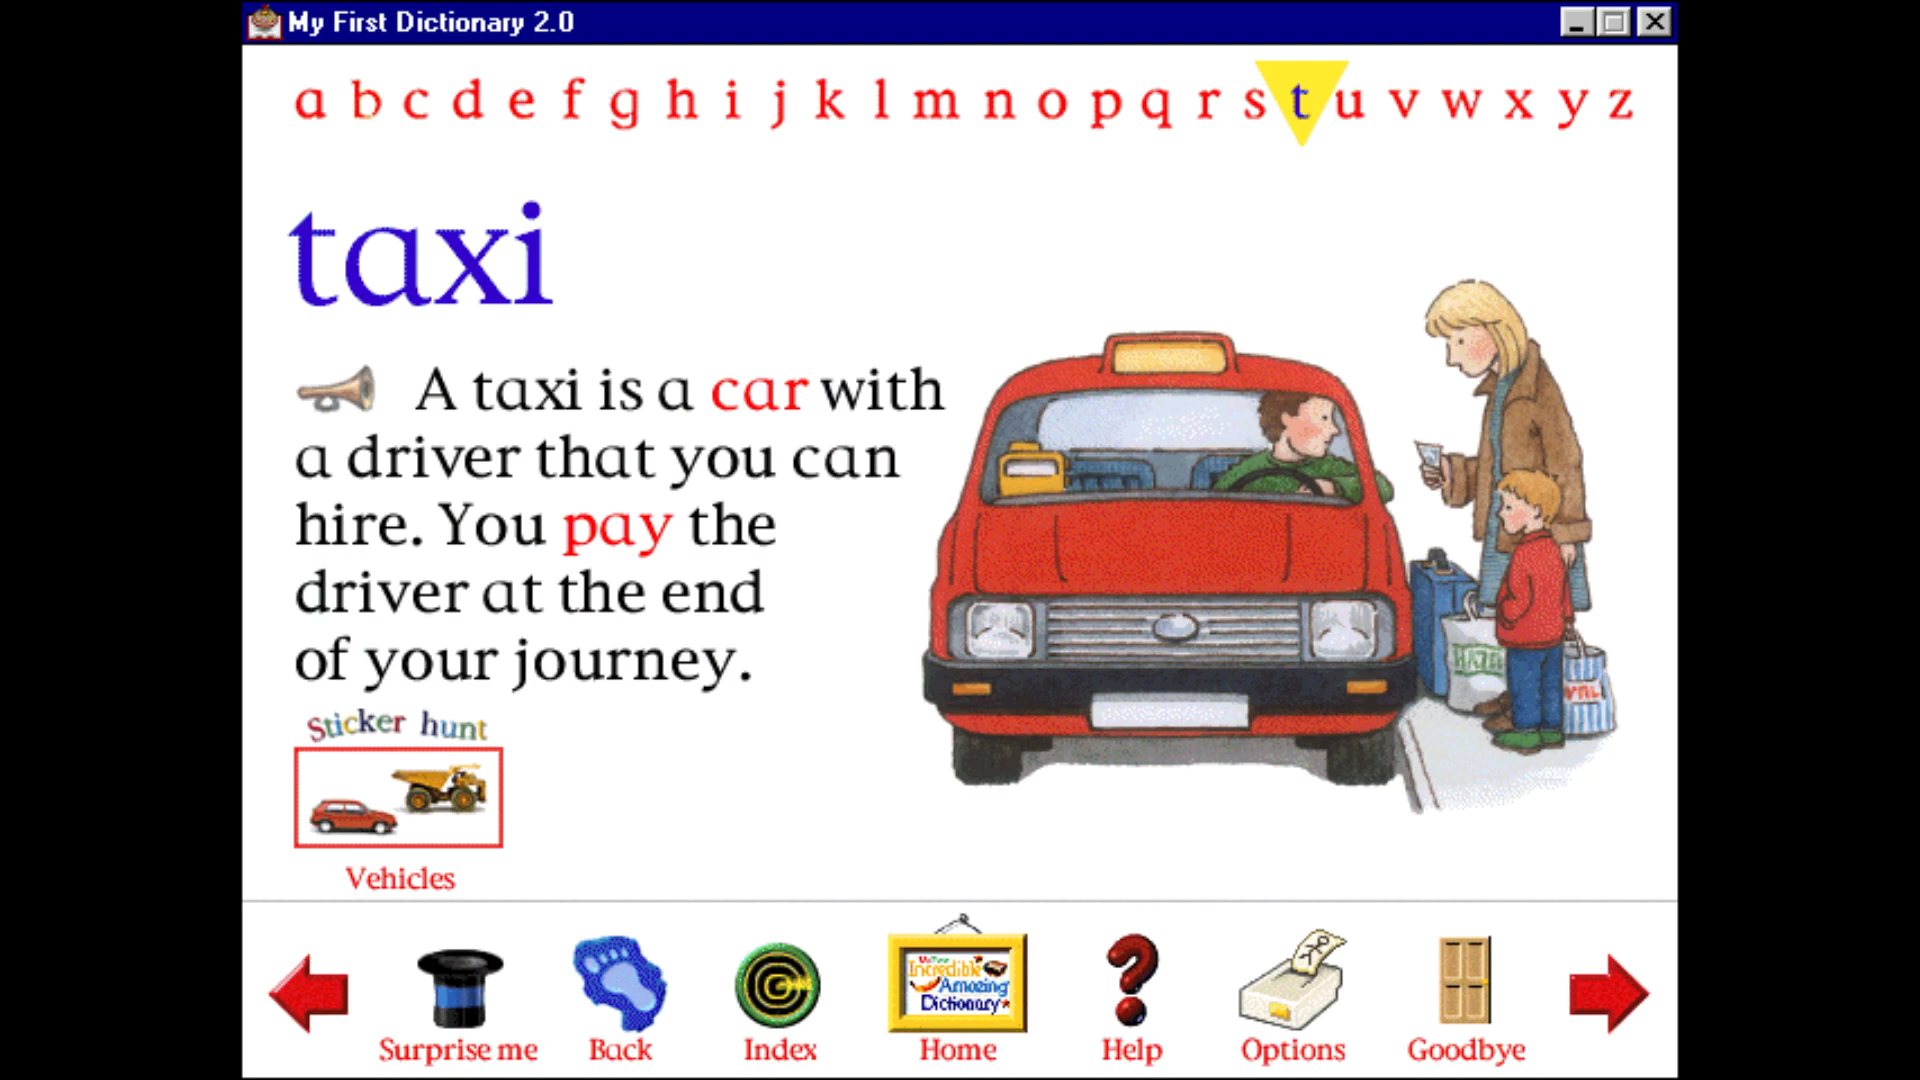 My First Dictionary 2.0
a b c d e f g h i j k l m n o p q r s t u v w x y z
taxi
A taxi is a car with
a driver that you can
hire. You pay the
driver at the end
of your journey.
Sticker hunt
Vehicles
My First
Incredible
Amazing
Dictionary
Surprise me
Back
Index
Home
Help
Options
Goodbye